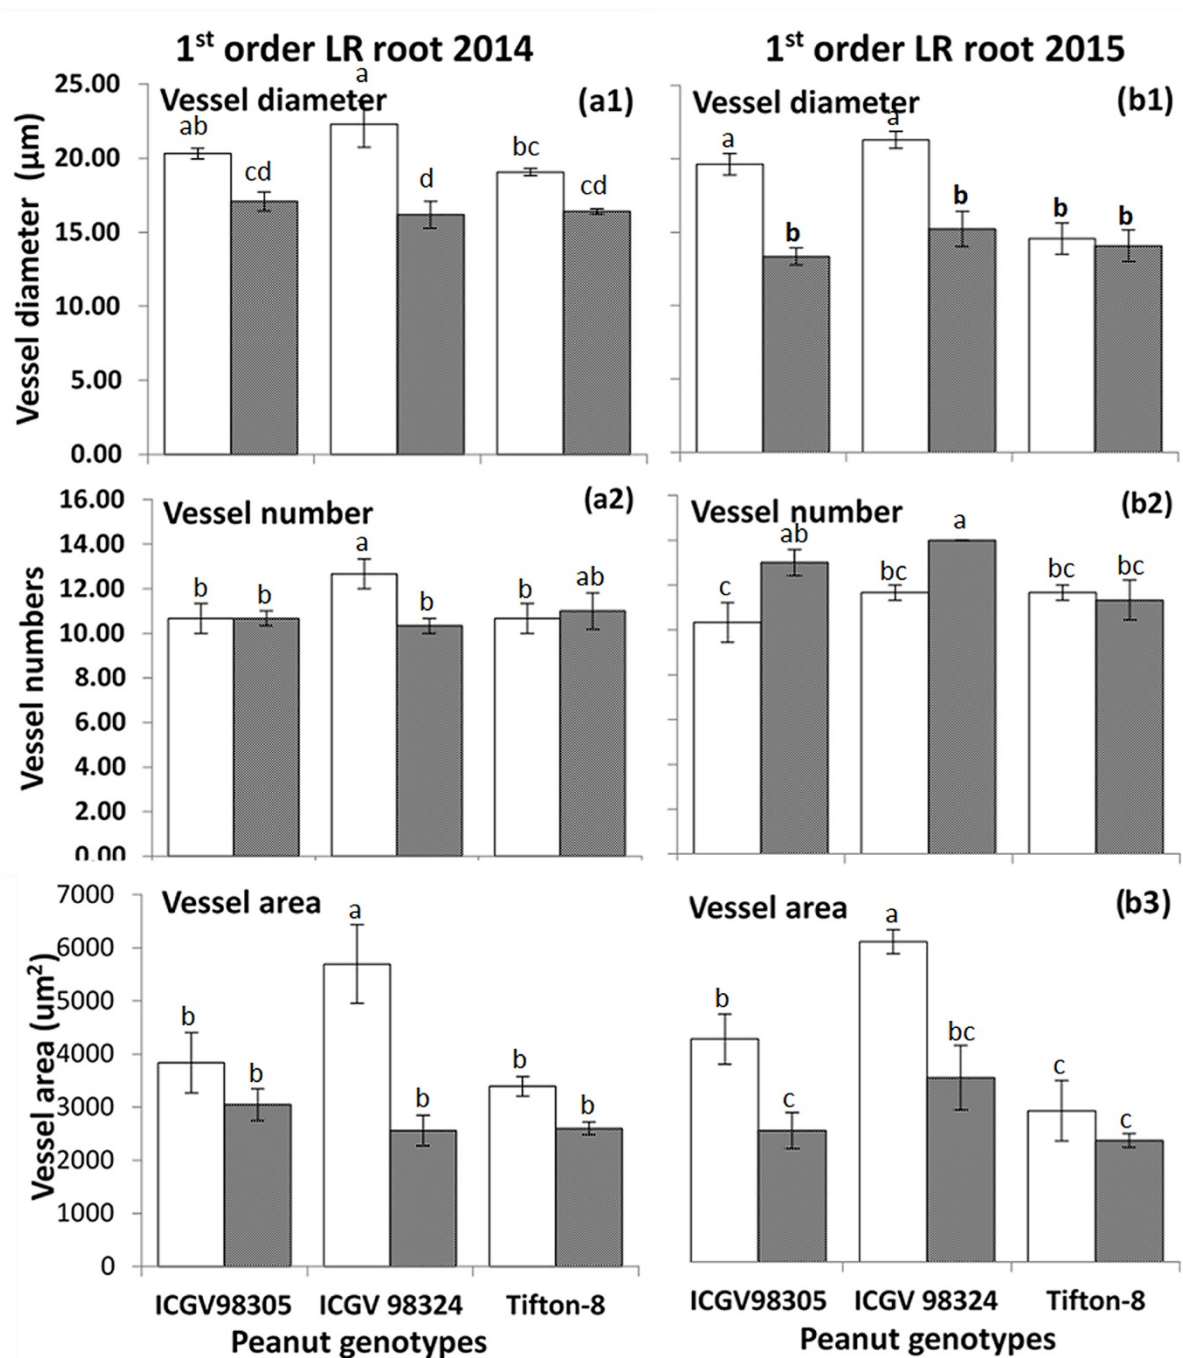 1st order LR root 2014
1st order LR root 2015
Vessel diameter (µm)
25.00
20.00
15.00
10.00
5.00
0.00
Vessel diameter
(a1)
ab
cd
a
d
bc
cd
Vessel diameter
(b1)
a
b
a
b
b
b
Vessel numbers
16.00
14.00
12.00
10.00
8.00
6.00
4.00
2.00
0.00
Vessel number
(a2)
b
b
a
b
b
ab
Vessel number
(b2)
c
ab
bc
a
bc
bc
Vessel area (um2)
7000
6000
5000
4000
3000
2000
1000
0
Vessel area
b
b
a
b
b
b
Vessel area
(b3)
b
c
a
bc
c
c
ICGV98305
ICGV 98324
Tifton-8
Peanut genotypes
ICGV98305
ICGV 98324
Tifton-8
Peanut genotypes